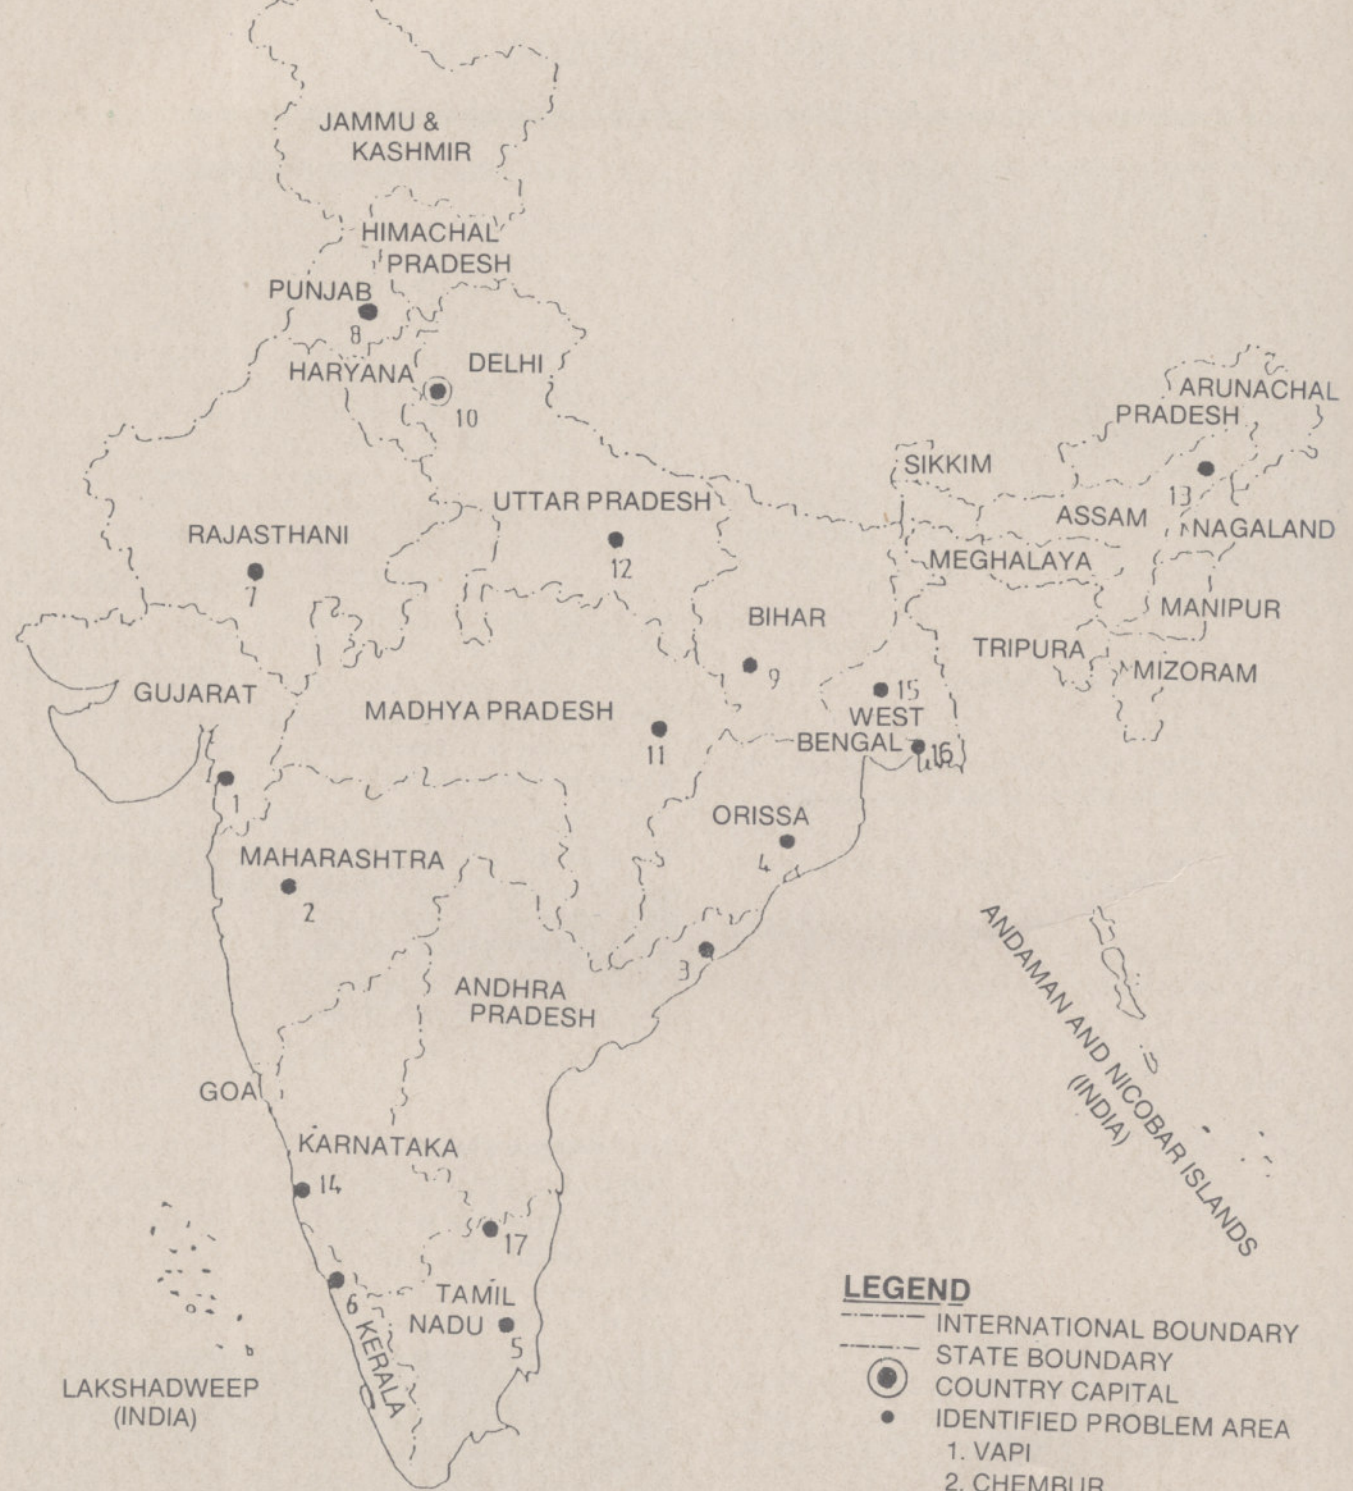 JAMMU &
KASHMIR
HIMACHAL
PRADESH
PUNJAB
8
HARYANA
DELHI
10
ARUNACHAL
PRADESH
SIKKIM
13
UTTAR PRADESH
ASSAM
NAGALAND
RAJASTHANI
12
MEGHALAYA
7
BIHAR
MANIPUR
TRIPURA
MIZORAM
9
GUJARAT
15
MADHYA PRADESH
WEST
BENGAL
11
16
1
ORISSA
MAHARASHTRA
4
2
3
ANDHRA
PRADESH
ANDAMAN AND NICOBAR ISLANDS
(INDIA)
GOA
KARNATAKA
14
17
TAMIL
NADU
6
5
KERALA
LAKSHADWEEP
(INDIA)
LEGEND
INTERNATIONAL BOUNDARY
STATE BOUNDARY
COUNTRY CAPITAL
IDENTIFIED PROBLEM AREA
1. VAPI
2. CHEMBUR